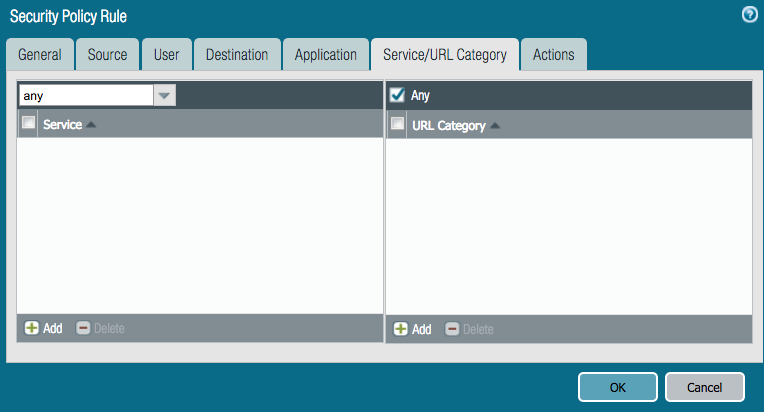 Security Policy Rule
General Source User Destination Application Service/URL Category Actions
any Any
Service URL Category
Add Delete Add Delete
OK Cancel